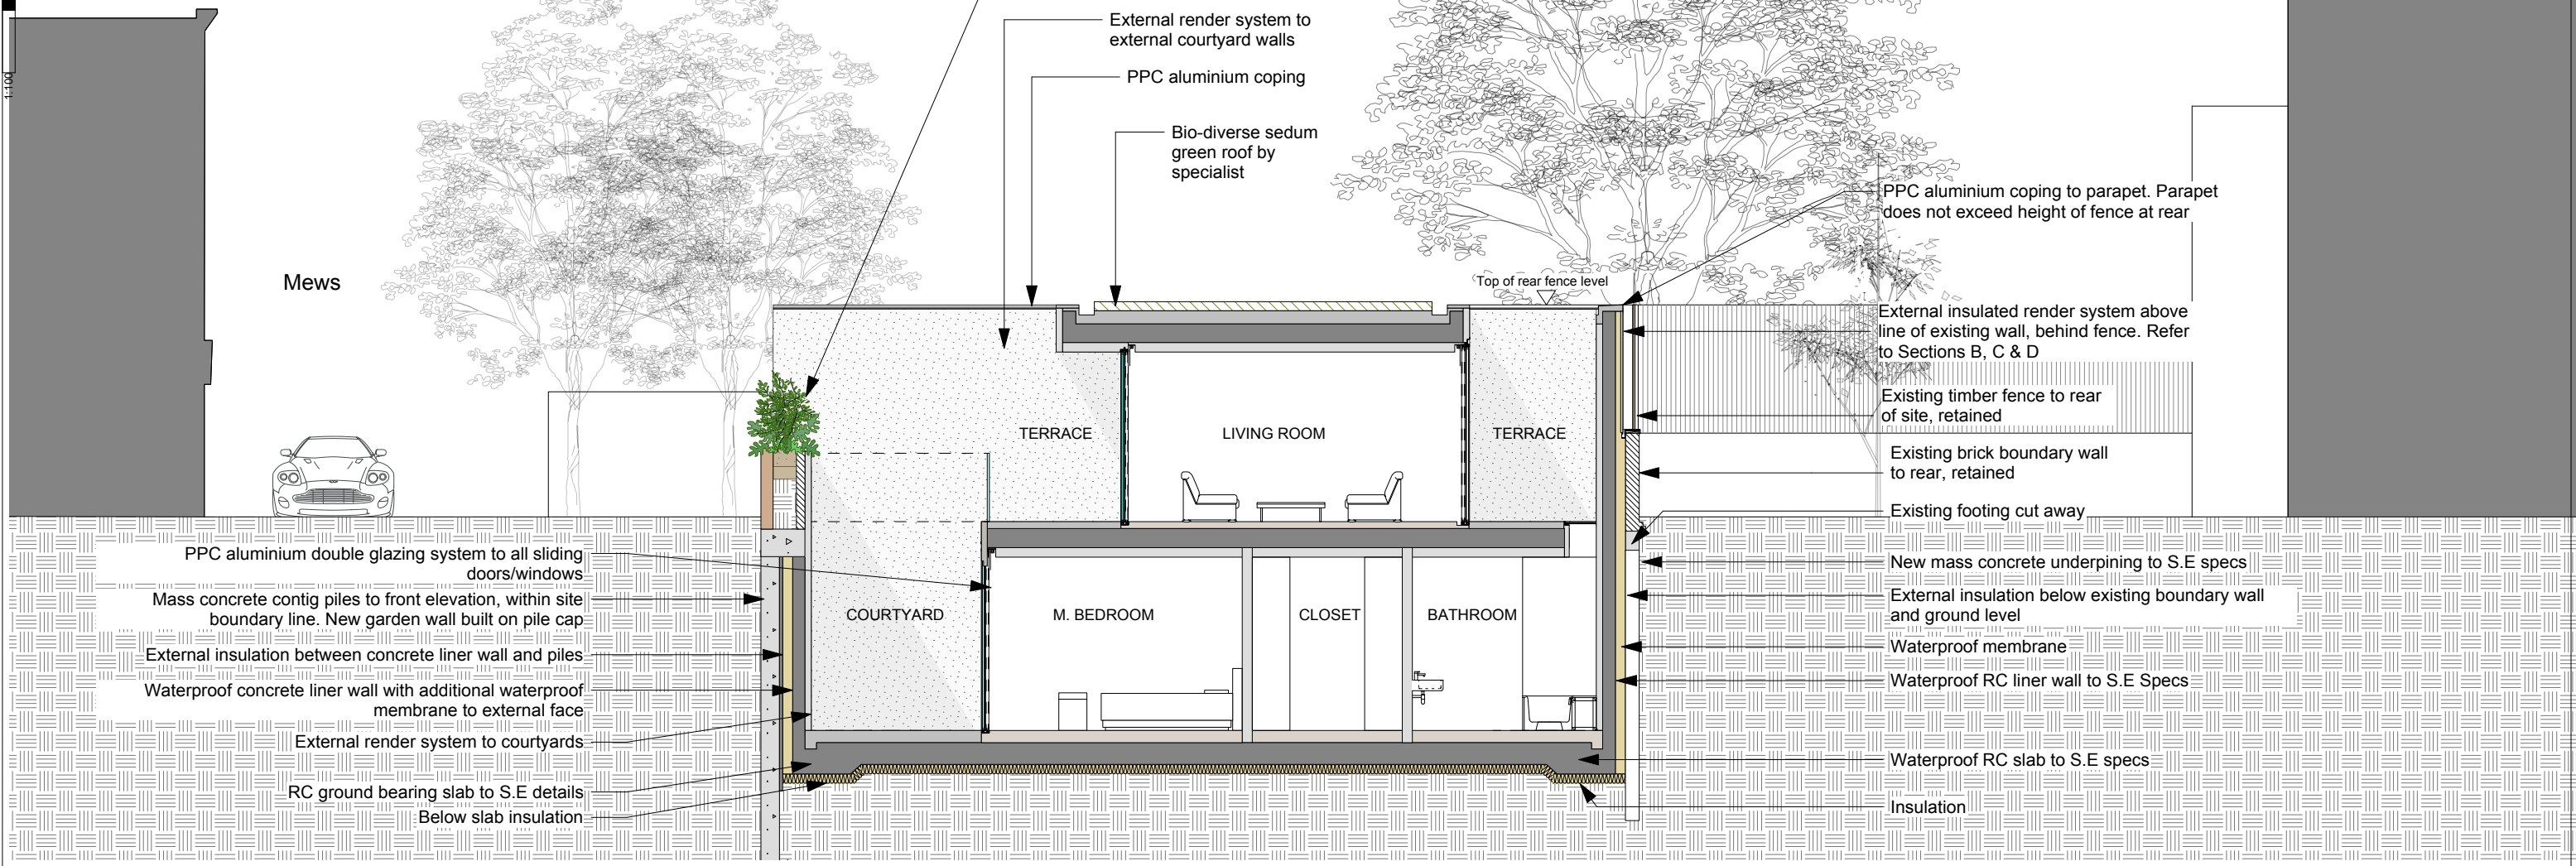 1:100
External render system to
external courtyard walls
PPC aluminium coping
Bio-diverse sedum
green roof by
specialist
PPC aluminium coping to parapet. Parapet
does not exceed height of fence at rear
Mews
Top of rear fence level
External insulated render system above
line of existing wall, behind fence. Refer
to Sections B, C & D
Existing timber fence to rear
of site, retained
TERRACE
LIVING ROOM
TERRACE
Existing brick boundary wall
to rear, retained
Existing footing cut away
PPC aluminium double glazing system to all sliding
doors/windows
Mass concrete contig piles to front elevation, within site
boundary line. New garden wall built on pile cap
External insulation between concrete liner wall and piles
Waterproof concrete liner wall with additional waterproof
membrane to external face
External render system to courtyards
RC ground bearing slab to S.E details
Below slab insulation
COURTYARD
M. BEDROOM
CLOSET
BATHROOM
New mass concrete underpining to S.E specs
External insulation below existing boundary wall
and ground level
Waterproof membrane
Waterproof RC liner wall to S.E Specs
Waterproof RC slab to S.E specs
Insulation